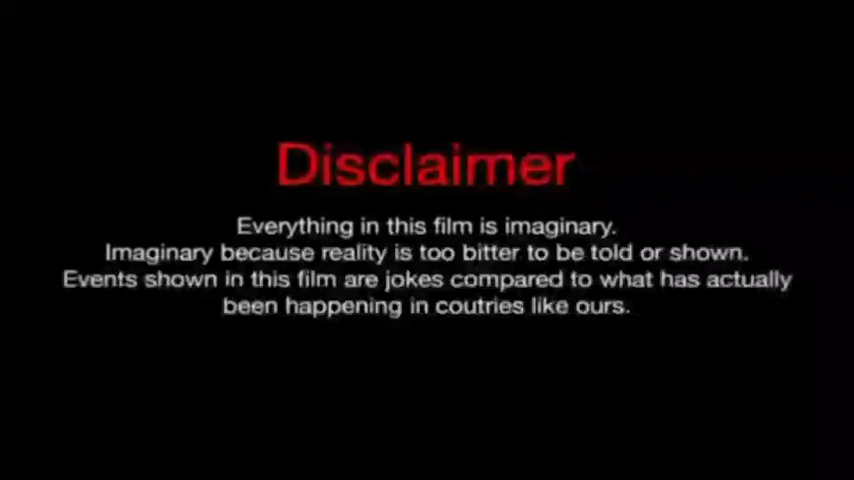 Disclaimer
Everything in this film is imaginary.
Imaginary because reality is too bitter to be told or shown.
Events shown in this film are jokes compared to what has actually
been happening in coutries like ours.